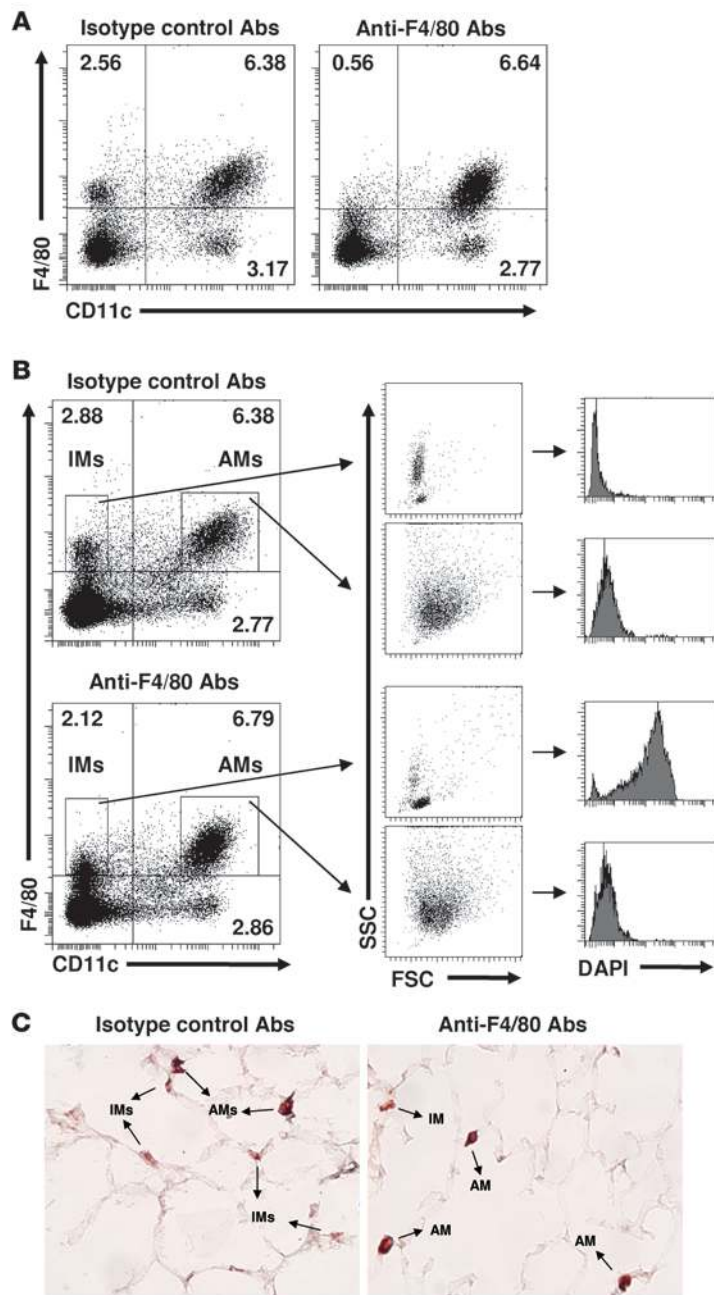 A
Isotype control Abs
Anti-F4/80 Abs
2.56
6.38
0.56
6.64
3.17
2.77
F4/80
CD11c
B
Isotype control Abs
2.88
6.38
IMs
AMs
2.77
Anti-F4/80 Abs
2.12
6.79
IMs
AMs
2.86
F4/80
CD11c
SSC
FSC
DAPI
C
Isotype control Abs
Anti-F4/80 Abs
IMs
AMs
IMs
IM
AM
AM
AM